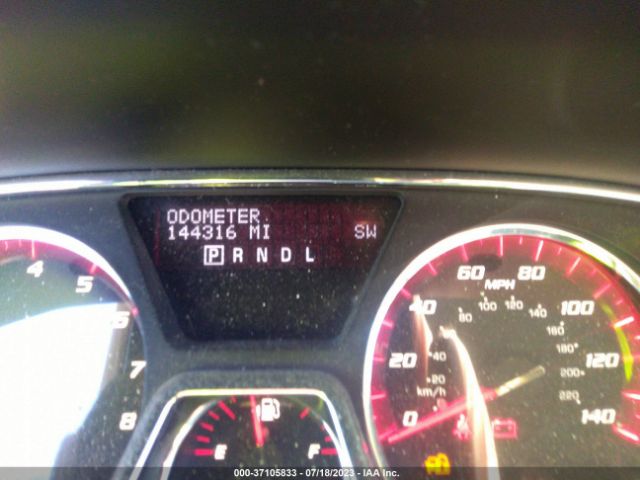 ODOMETER
144316 MI SW
P R N D L
4 5 6 7 8
E F
0 20 40 60 80 100 120 140
MPH
20 40 80 100 120 140 160 180 200 220
km/h
000-37105833 - 07/18/2023 - IAA Inc.